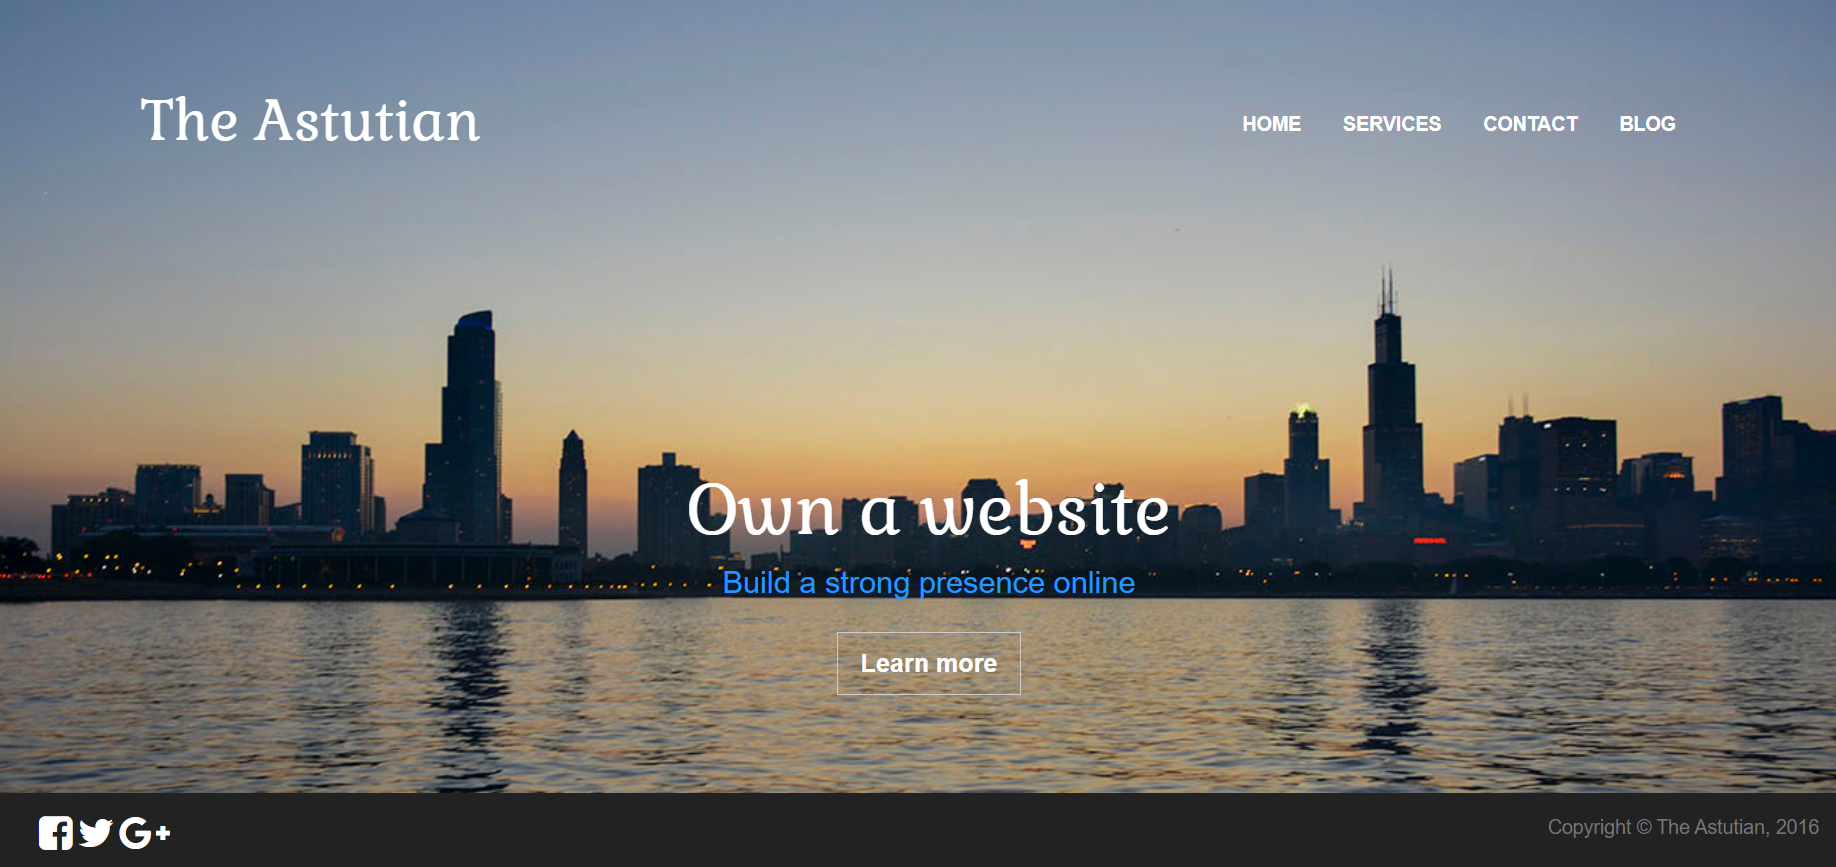 The Astutian
HOME SERVICES CONTACT BLOG
Own a website
Build a strong presence online
Learn more
Copyright © The Astutian, 2016